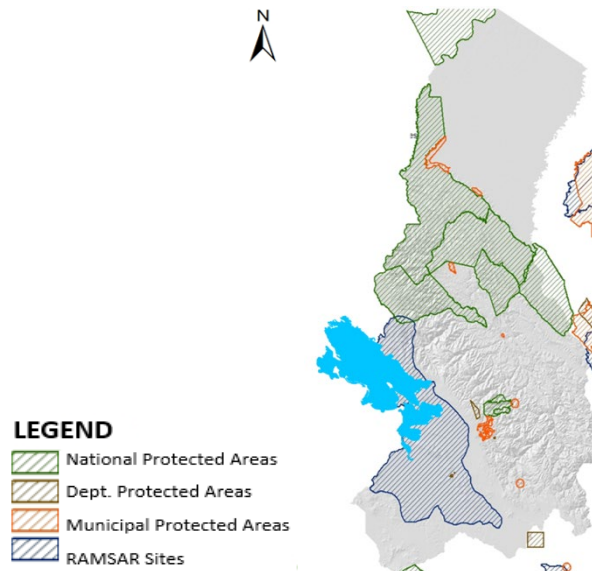 N
LEGEND
National Protected Areas
Dept. Protected Areas
Municipal Protected Areas
RAMSAR Sites